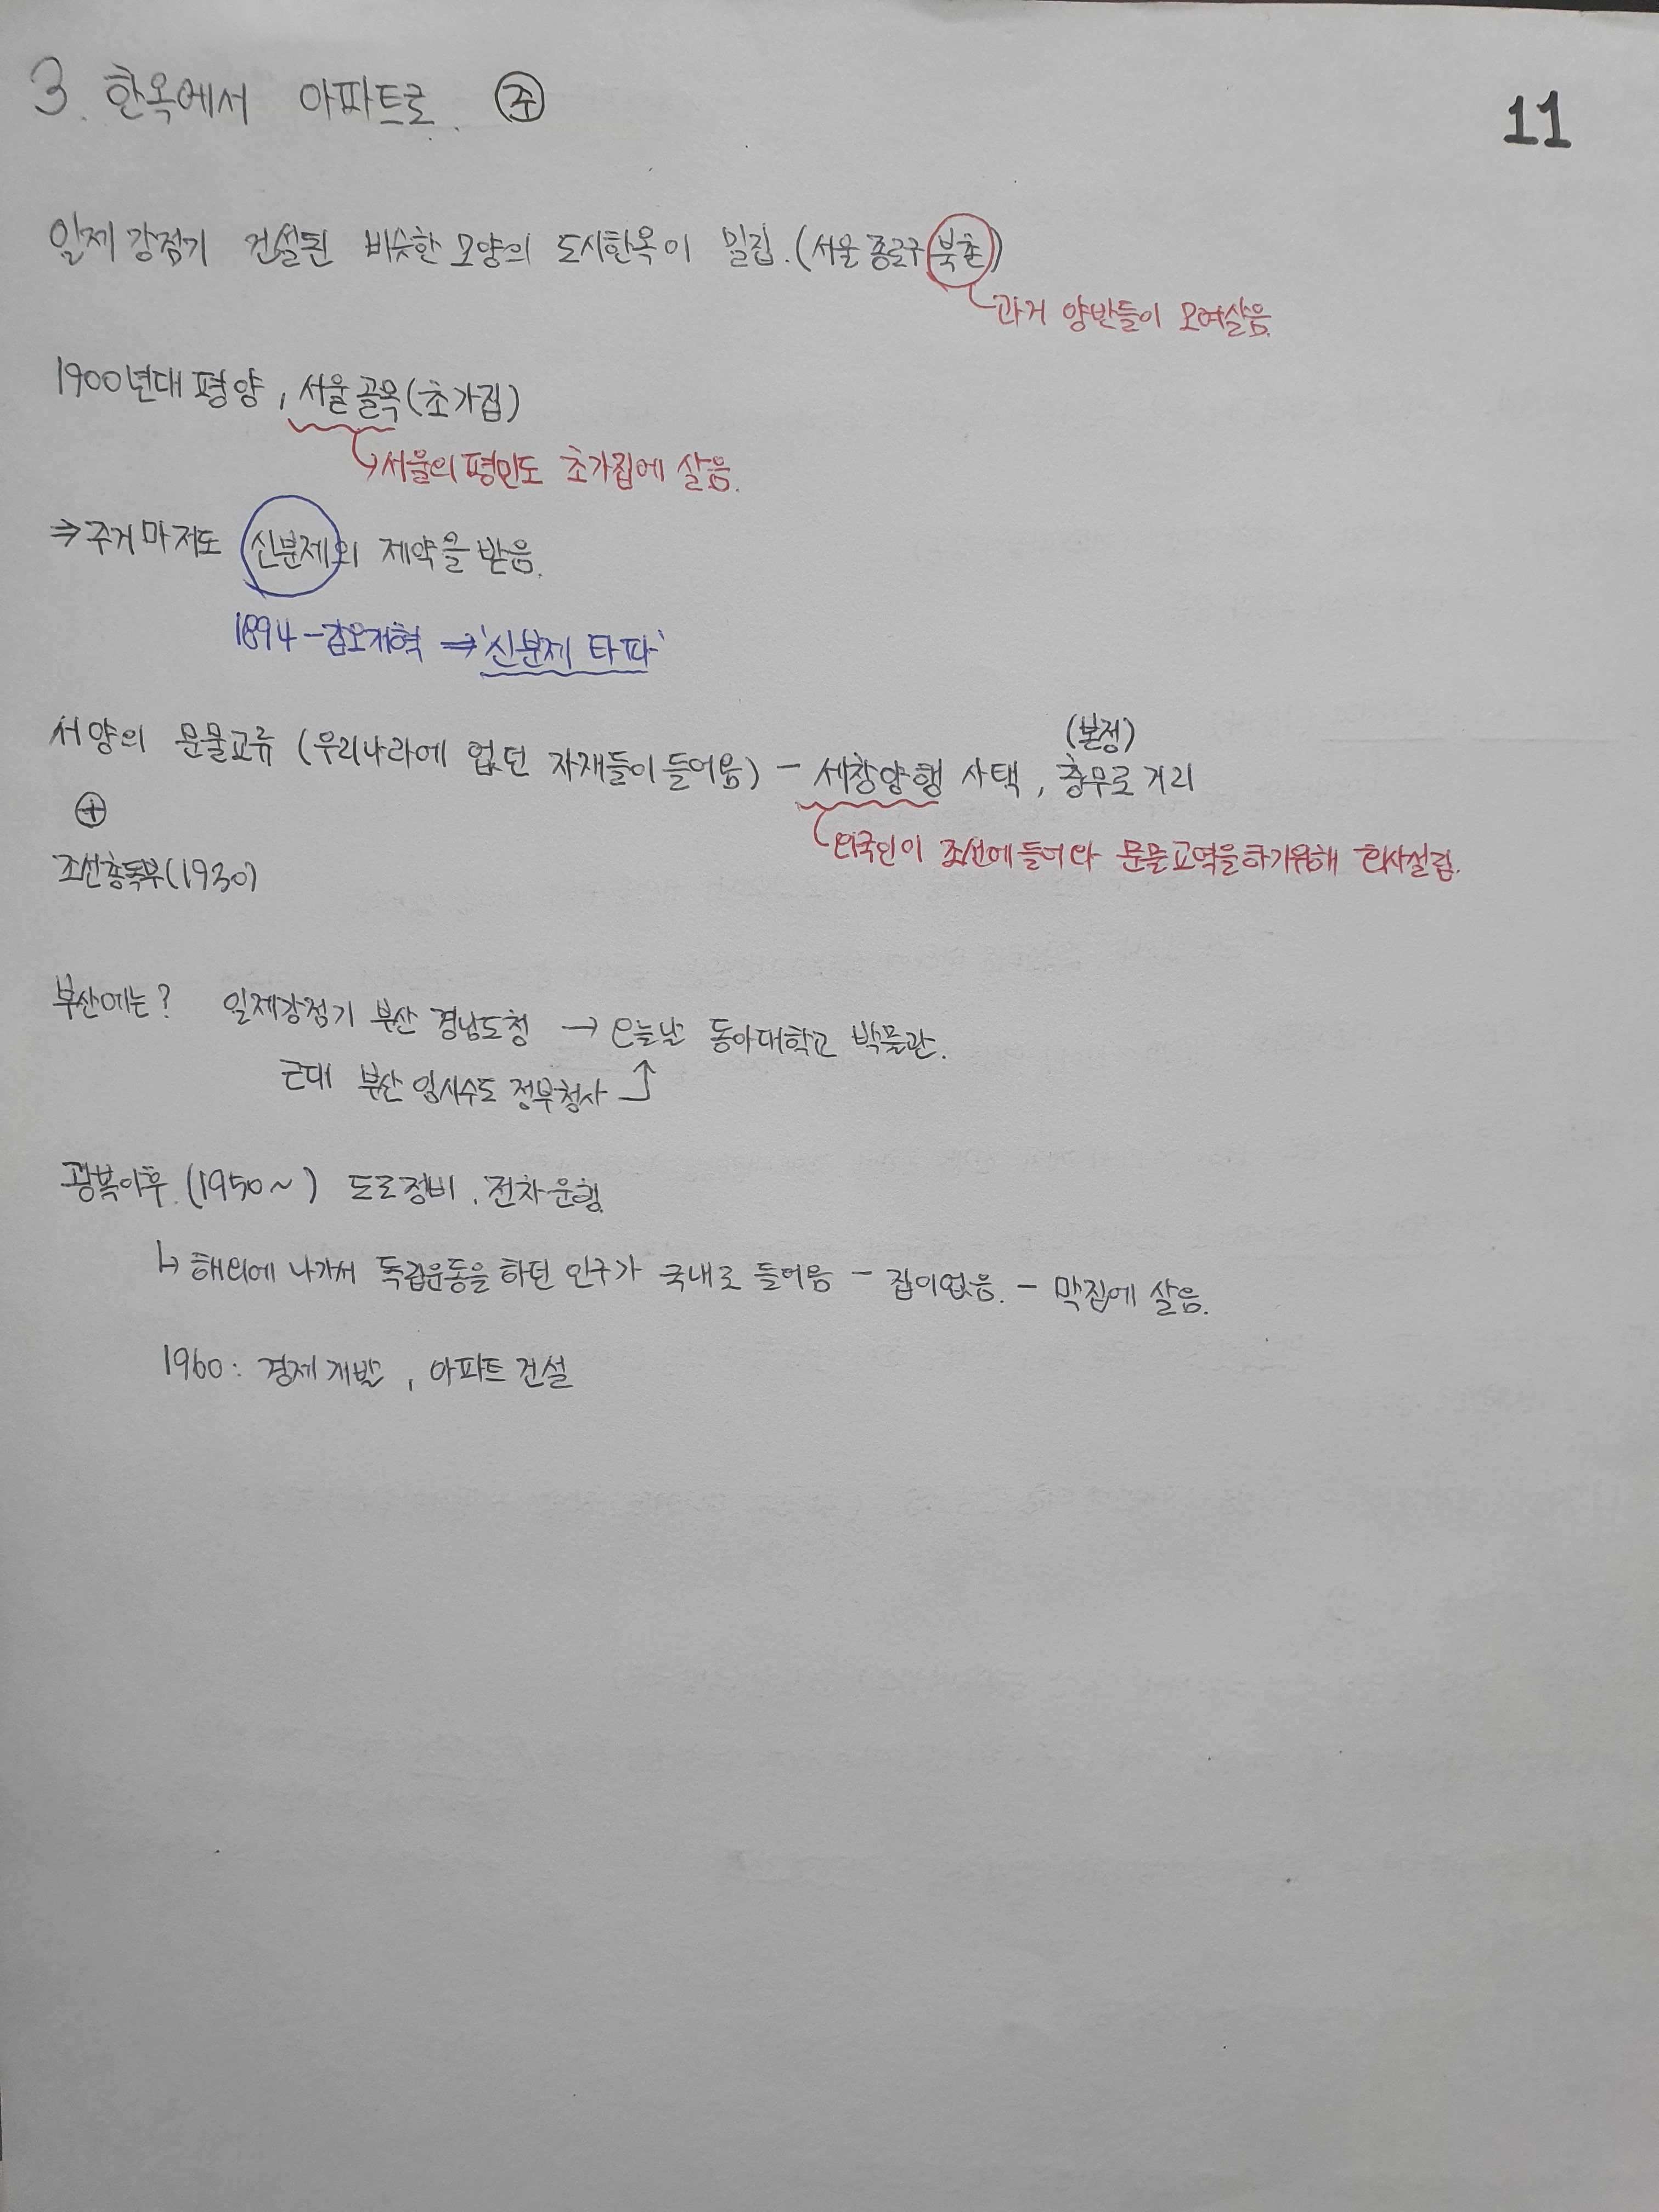 3. 한옥에서 아파트로. ㊅주
11
일제강점기 건설된 비슷한 모양의 도시한옥이 밀집. (서울 종로구 북촌)
과거 양반들이 모여살음.
1900년대 평양, 서울골목(초가집)
↳서울의 평민도 초가집에 살음.
⇒주거마저도 신분제의 제약을 받음.
1894-갑오개혁 ⇒'신분제 타파'
(본정)
서양의 문물교류 (우리나라에 없던 자재들이 들어옴) - 세창양행 사택, 충무로거리
⊕
외국인이 조선에 들어와 문물교역을하기위해 회사설립.
조선총독부(1930)
부산에는? 일제강점기 부산 경남도청 → 오늘날 동아대학교 박물관.
근대 부산 임시수도 정부청사 ↑
광복이후. (1950~) 도로정비, 전차운행.
↳ 해외에 나가서 독립운동을 하던 인구가 국내로 들어옴 - 집이없음. - 막집에 살음.
1960: 경제개발, 아파트 건설